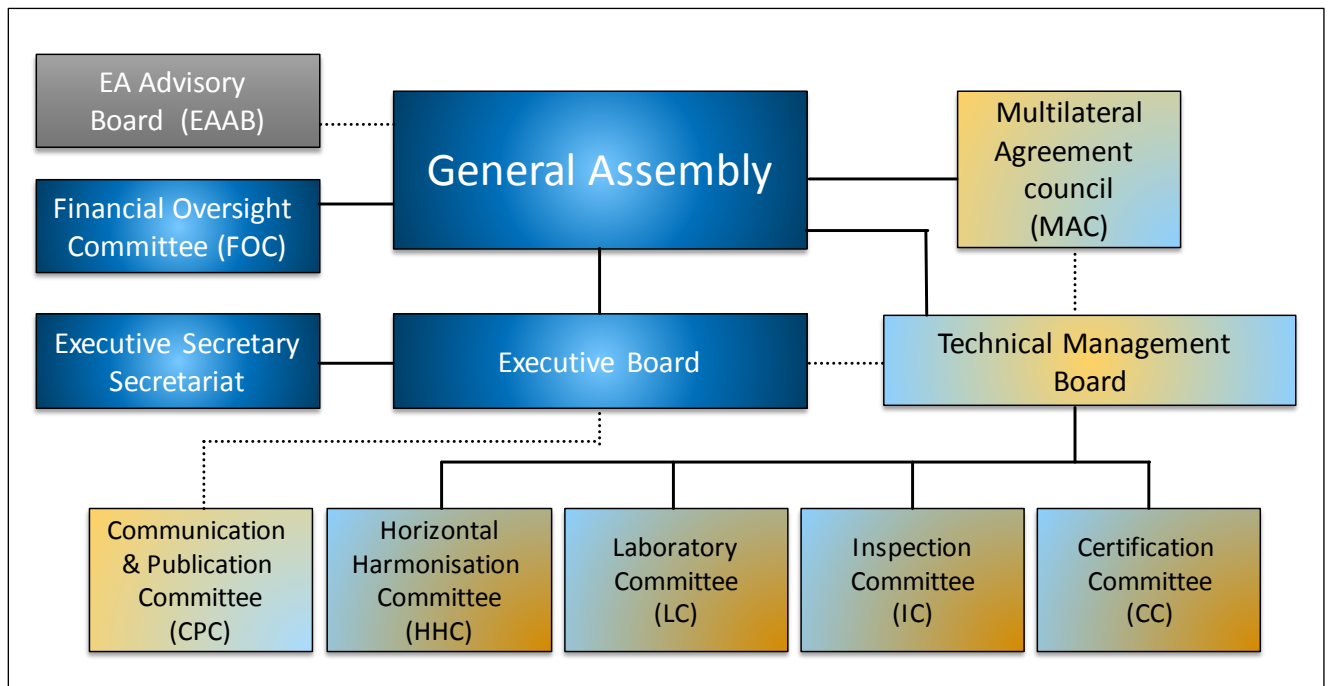 EA Advisory
Board (EAAB)
General Assembly
Multilateral
Agreement
council
(MAC)
Financial Oversight
Committee (FOC)
Executive Secretary
Secretariat
Executive Board
Technical Management
Board
Communication
& Publication
Committee
(CPC)
Horizontal
Harmonisation
Committee
(HHC)
Laboratory
Committee
(LC)
Inspection
Committee
(IC)
Certification
Committee
(CC)